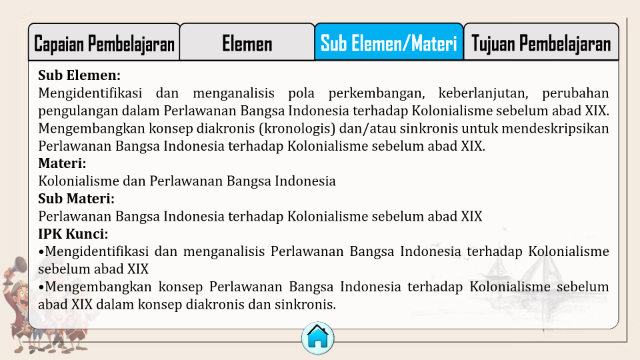 Capaian Pembelajaran Elemen Sub Elemen/Materi Tujuan Pembelajaran
Sub Elemen:
Mengidentifikasi dan menganalisis pola perkembangan, keberlanjutan, perubahan
pengulangan dalam Perlawanan Bangsa Indonesia terhadap Kolonialisme sebelum abad XIX.
Mengembangkan konsep diakronis (kronologis) dan/atau sinkronis untuk mendeskripsikan
Perlawanan Bangsa Indonesia terhadap Kolonialisme sebelum abad XIX.
Materi:
Kolonialisme dan Perlawanan Bangsa Indonesia
Sub Materi:
Perlawanan Bangsa Indonesia terhadap Kolonialisme sebelum abad XIX
IPK Kunci:
•Mengidentifikasi dan menganalisis Perlawanan Bangsa Indonesia terhadap Kolonialisme
sebelum abad XIX
•Mengembangkan konsep Perlawanan Bangsa Indonesia terhadap Kolonialisme sebelum
abad XIX dalam konsep diakronis dan sinkronis.